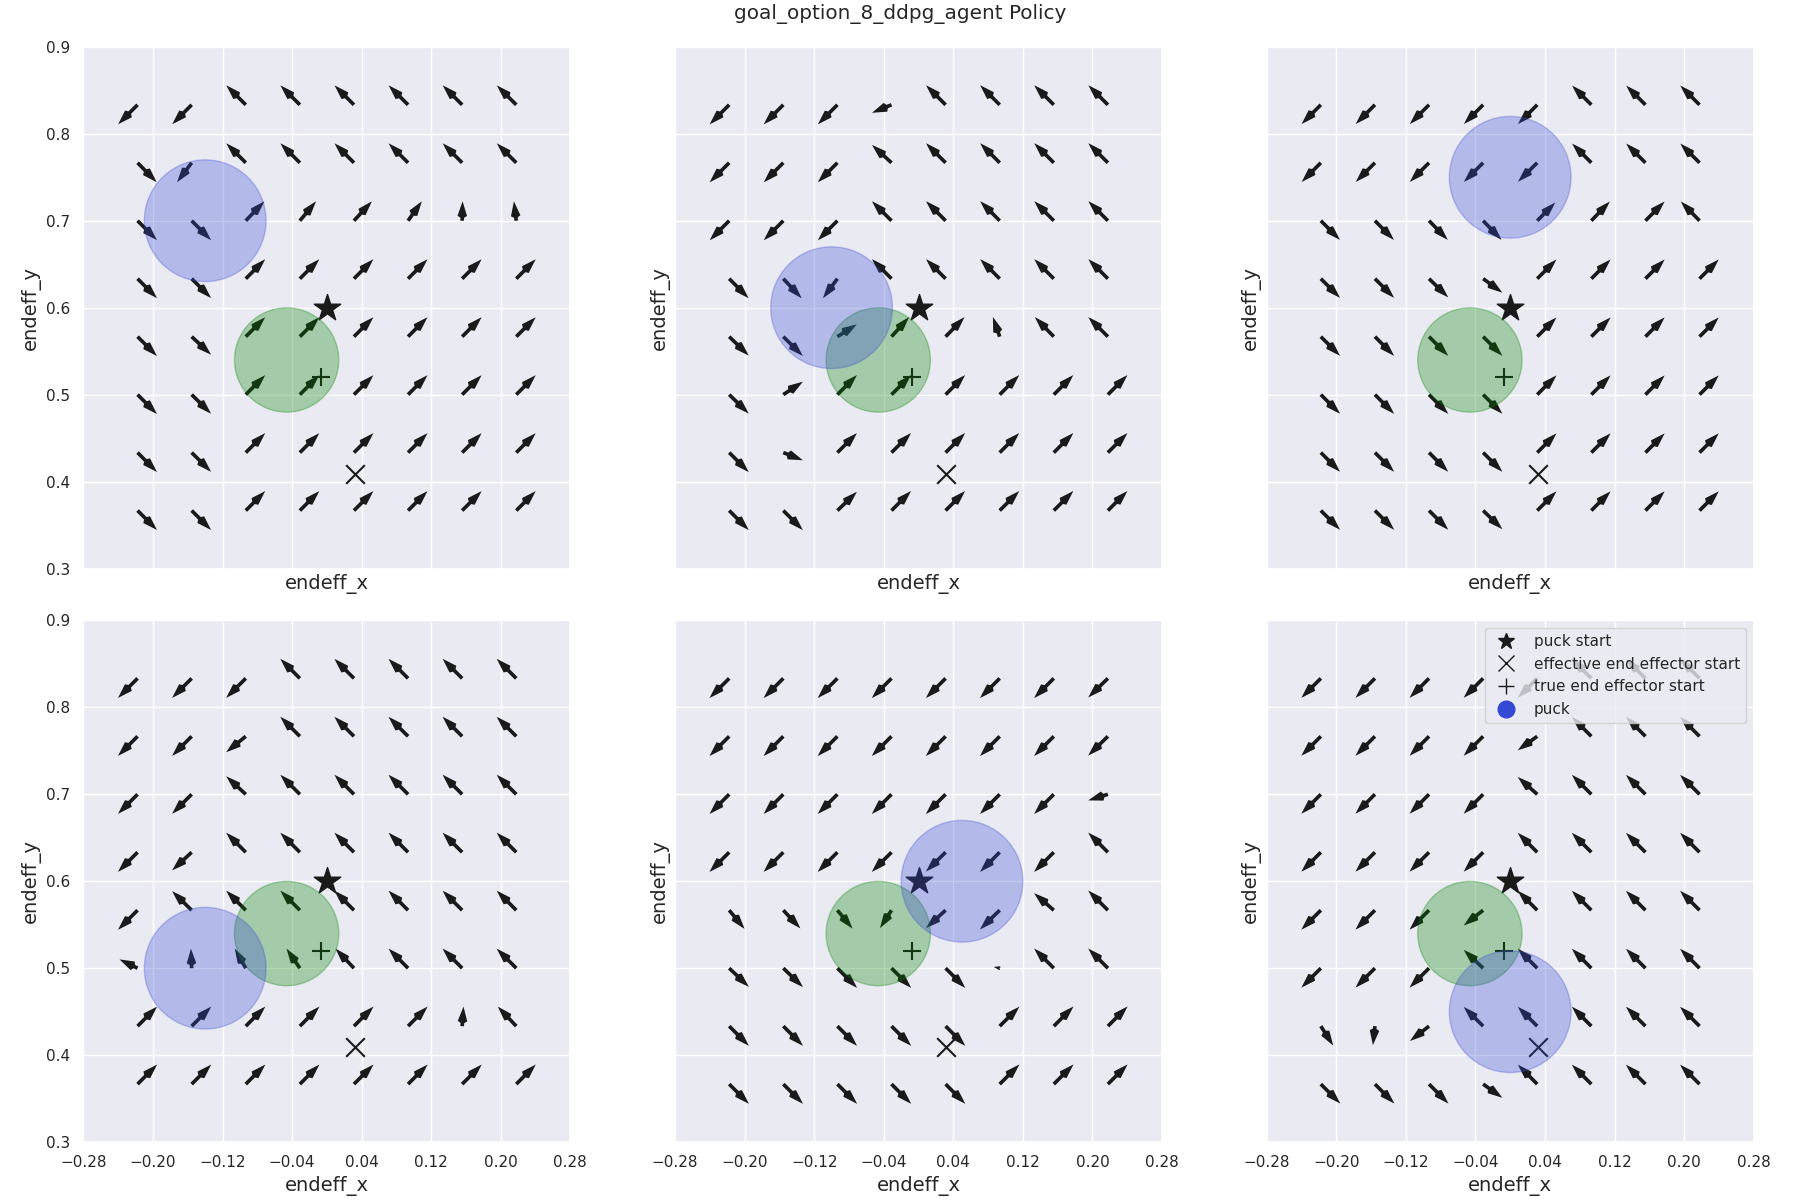 goal_option_8_ddpg_agent Policy
0.9
0.8
0.7
0.6
0.5
0.4
0.3
endeff_y
endeff_x
endeff_y
endeff_x
endeff_y
endeff_x
0.9
0.8
0.7
0.6
0.5
0.4
0.3
endeff_y
−0.28 −0.20 −0.12 −0.04 0.04 0.12 0.20 0.28
endeff_x
endeff_y
−0.28 −0.20 −0.12 −0.04 0.04 0.12 0.20 0.28
endeff_x
puck start
effective end effector start
true end effector start
puck
endeff_y
−0.28 −0.20 −0.12 −0.04 0.04 0.12 0.20 0.28
endeff_x